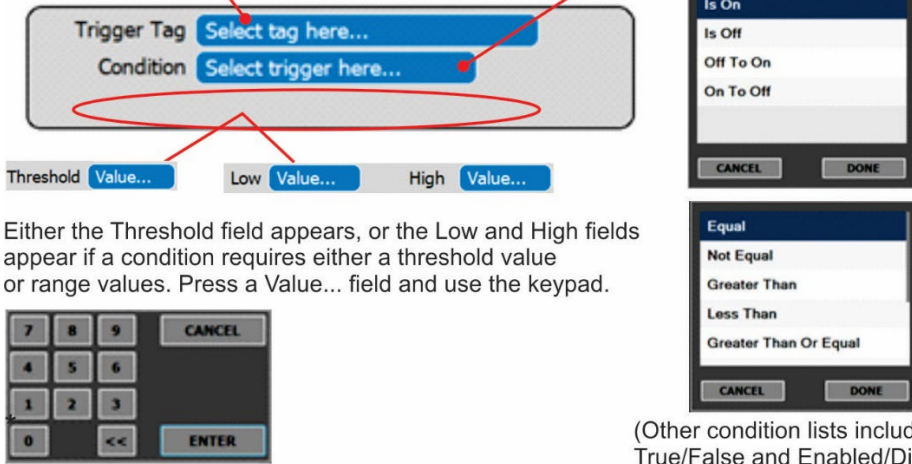 Trigger Tag Select tag here...
Condition Select trigger here...
Threshold Value...
Low Value... High Value...
Either the Threshold field appears, or the Low and High fields
appear if a condition requires either a threshold value
or range values. Press a Value... field and use the keypad.
7 8 9 CANCEL
4 5 6
1 2 3
0 << ENTER
Is On
Is Off
Off To On
On To Off
CANCEL DONE
Equal
Not Equal
Greater Than
Less Than
Greater Than Or Equal
CANCEL DONE
(Other condition lists includ
True/False and Enabled/Di